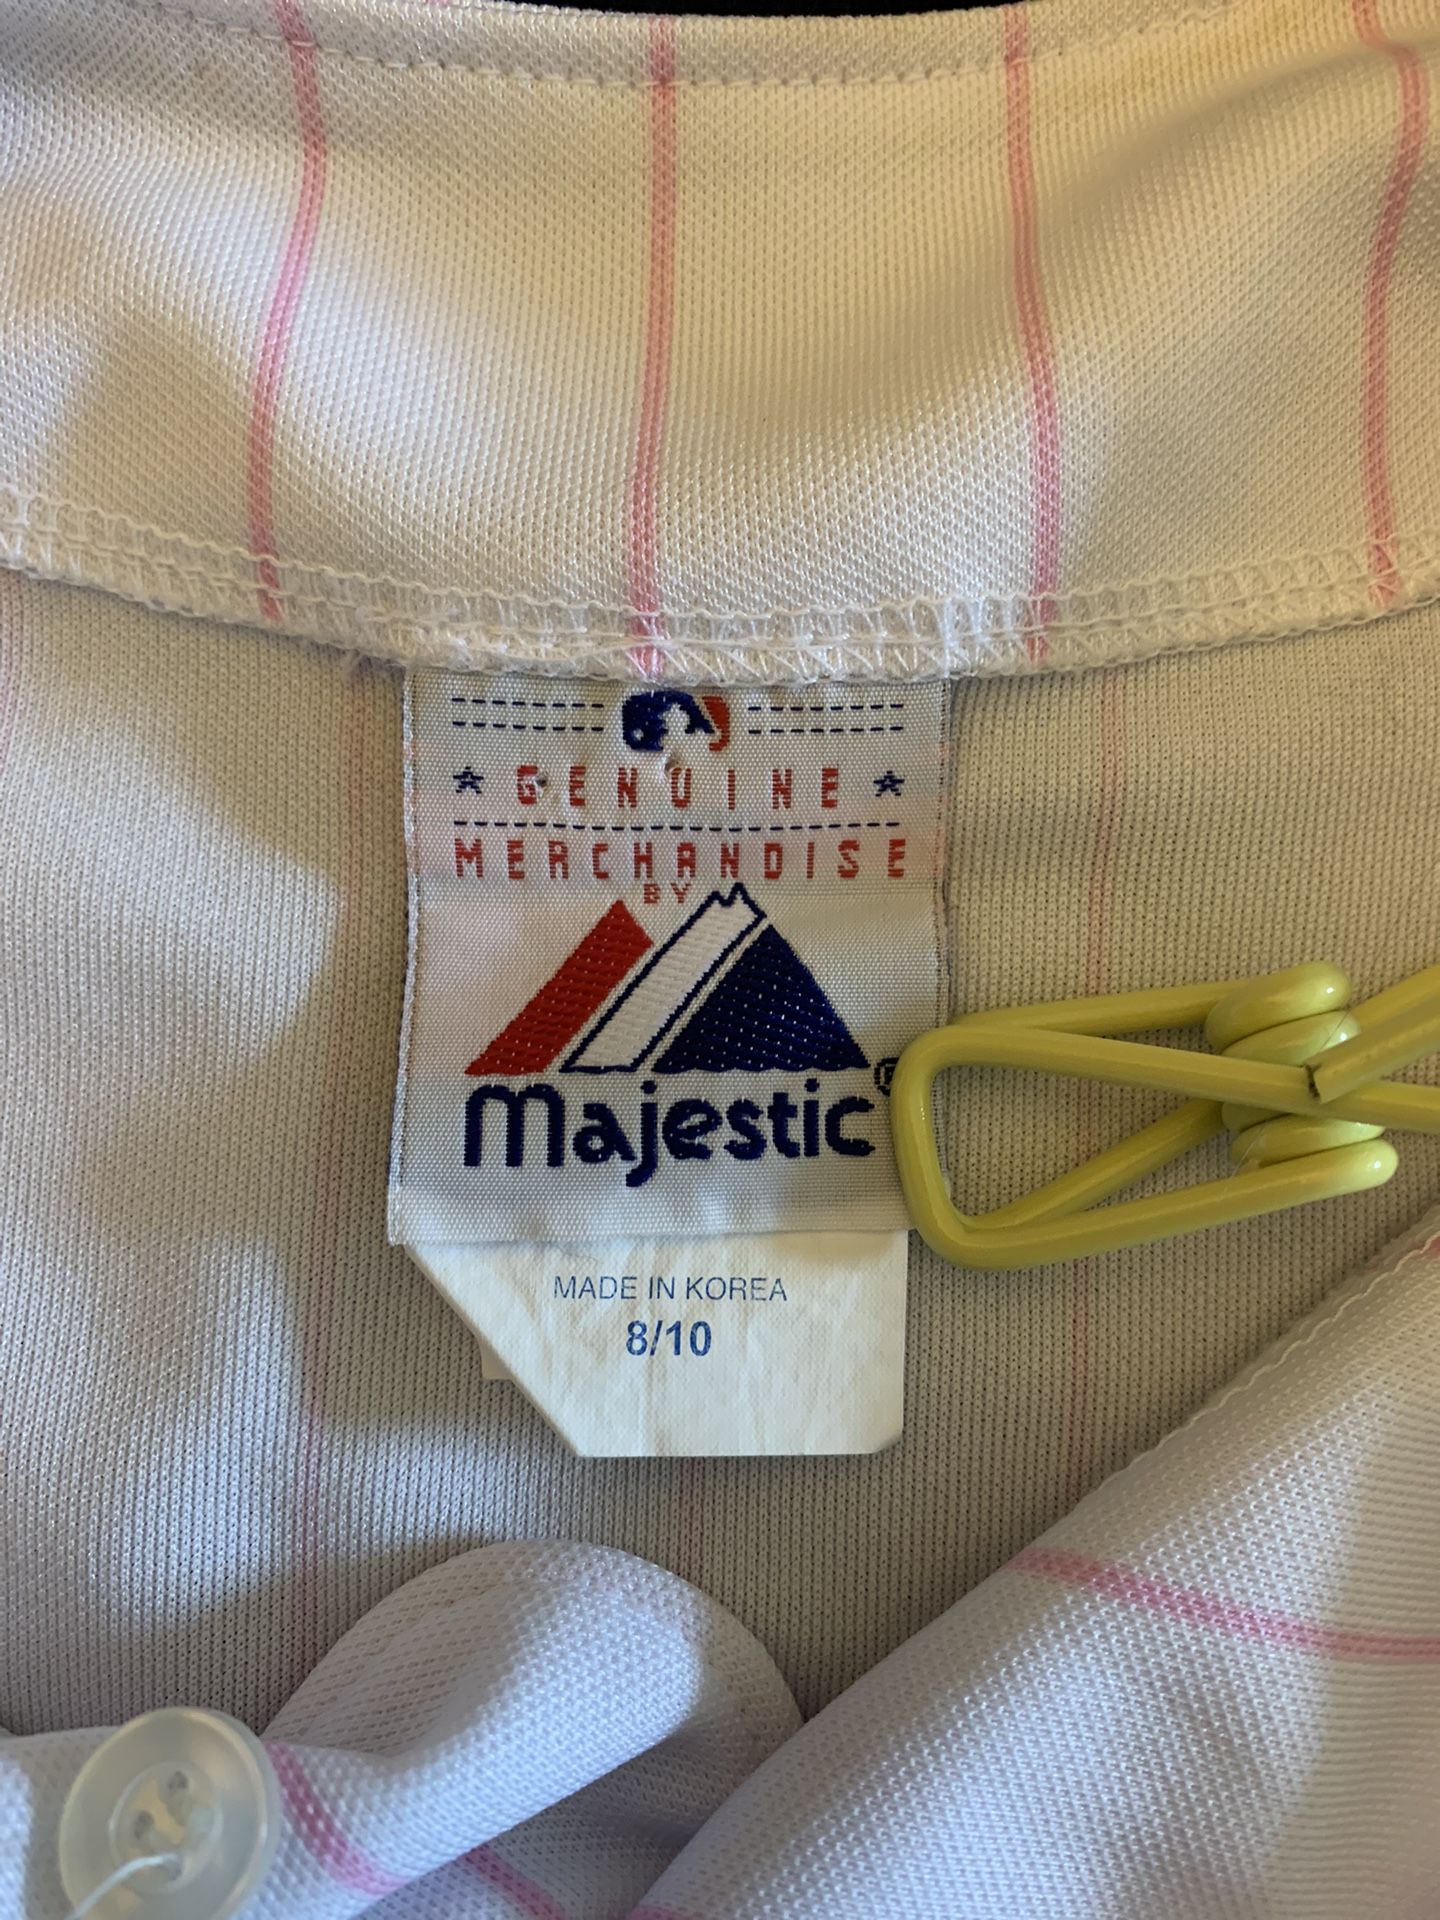 GENUINE
MERCHANDISE
BY
Majestic
MADE IN KOREA
8/10